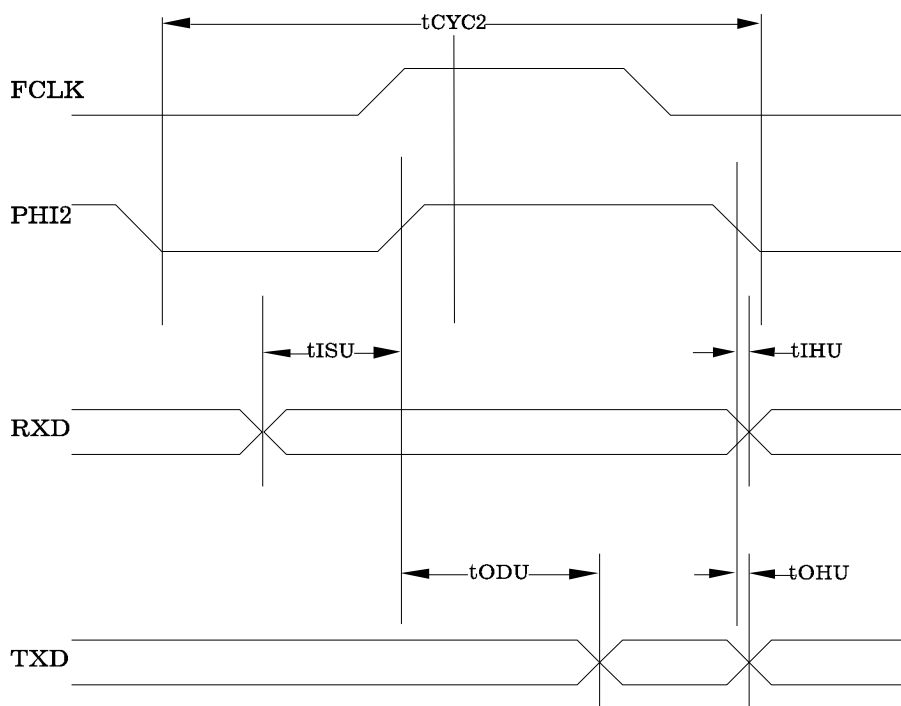 tCYC2
FCLK
PHI2
tISU
tIHU
RXD
tODU
tOHU
TXD